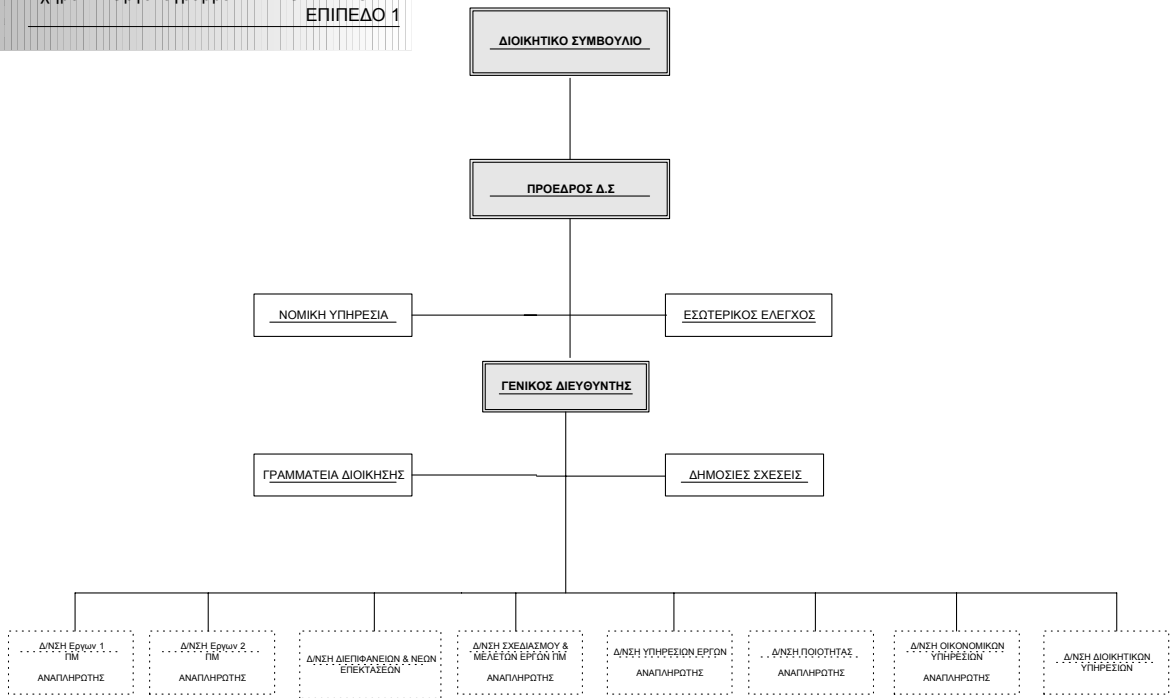 ΕΠΙΠΕΔΟ 1
ΔΙΟΙΚΗΤΙΚΟ ΣΥΜΒΟΥΛΙΟ
ΠΡΟΕΔΡΟΣ Δ.Σ
ΝΟΜΙΚΗ ΥΠΗΡΕΣΙΑ
ΕΣΩΤΕΡΙΚΟΣ ΕΛΕΓΧΟΣ
ΓΕΝΙΚΟΣ ΔΙΕΥΘΥΝΤΗΣ
ΓΡΑΜΜΑΤΕΙΑ ΔΙΟΙΚΗΣΗΣ
ΔΗΜΟΣΙΕΣ ΣΧΕΣΕΙΣ
Δ/ΝΣΗ Εργων 1
ΠΜ
ΑΝΑΠΛΗΡΩΤΗΣ
Δ/ΝΣΗ Εργων 2
ΠΜ
ΑΝΑΠΛΗΡΩΤΗΣ
Δ/ΝΣΗ ΔΙΕΠΙΦΑΝΕΙΩΝ & ΝΕΩΝ
ΕΠΕΚΤΑΣΕΩΝ
Δ/ΝΣΗ ΣΧΕΔΙΑΣΜΟΥ &
ΜΕΛΕΤΩΝ ΕΡΓΩΝ ΠΜ
ΑΝΑΠΛΗΡΩΤΗΣ
Δ/ΝΣΗ ΥΠΗΡΕΣΙΩΝ ΕΡΓΩΝ
ΑΝΑΠΛΗΡΩΤΗΣ
Δ/ΝΣΗ ΠΟΙΟΤΗΤΑΣ
ΑΝΑΠΛΗΡΩΤΗΣ
Δ/ΝΣΗ ΟΙΚΟΝΟΜΙΚΩΝ
ΥΠΗΡΕΣΙΩΝ
ΑΝΑΠΛΗΡΩΤΗΣ
Δ/ΝΣΗ ΔΙΟΙΚΗΤΙΚΩΝ
ΥΠΗΡΕΣΙΩΝ